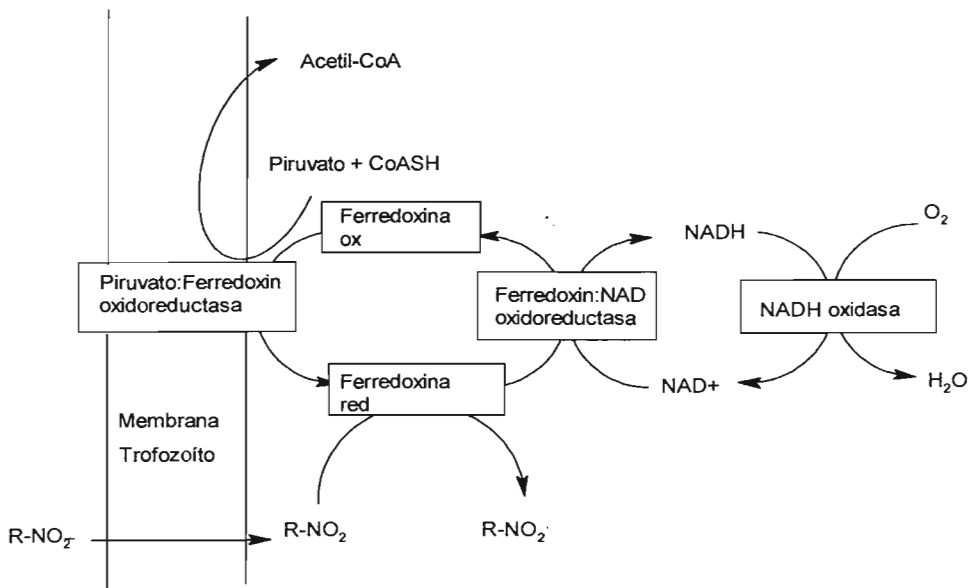 Acetil-CoA
Piruvato + CoASH
Ferredoxina
ox
NADH
O₂
Piruvato:Ferredoxin
oxidoreductasa
Ferredoxin:NAD
oxidoreductasa
NADH oxidasa
Ferredoxina
red
NAD+
H₂O
Membrana
Trofozoíto
R-NO₂
R-NO₂
R-NO₂·